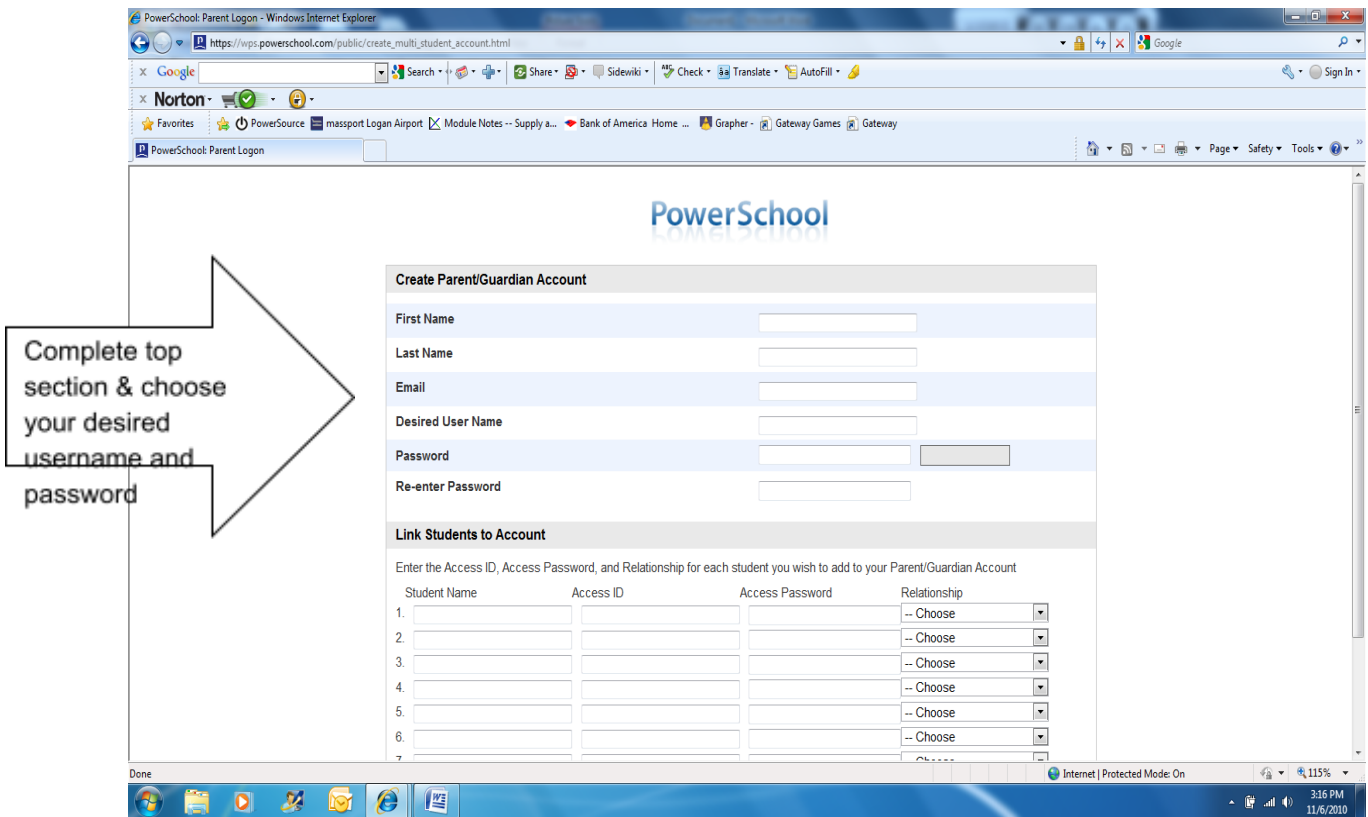 PowerSchool: Parent Logon - Windows Internet Explorer
https://wps.powerschool.com/public/create_multi_student_account.html
Google
x Google
Search
Share
Sidewiki
Check
Translate
AutoFill
Sign In
x Norton
Favorites PowerSource massport Logan Airport Module Notes -- Supply a... Bank of America Home ... Grapher - Gateway Games Gateway
PowerSchool: Parent Logon
Page Safety Tools
PowerSchool
Create Parent/Guardian Account
First Name
Last Name
Email
Desired User Name
Password
Re-enter Password
Complete top
section & choose
your desired
username and
password
Link Students to Account
Enter the Access ID, Access Password, and Relationship for each student you wish to add to your Parent/Guardian Account
Student Name Access ID Access Password Relationship
1. -- Choose
2. -- Choose
3. -- Choose
4. -- Choose
5. -- Choose
6. -- Choose
Done
Internet | Protected Mode: On
115%
3:16 PM
11/6/2010